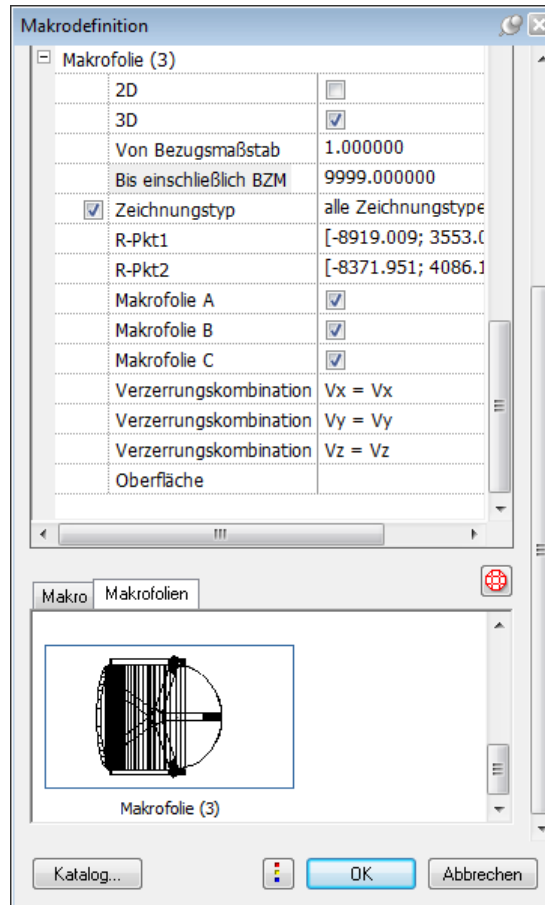 Makrodefinition
Makrofolie (3)
2D
3D
Von Bezugsmaßstab 1.000000
Bis einschließlich BZM 9999.000000
Zeichnungstyp alle Zeichnungstype
R-Pkt1 [-8919.009; 3553.0
R-Pkt2 [-8371.951; 4086.1
Makrofolie A
Makrofolie B
Makrofolie C
Verzerrungskombination Vx = Vx
Verzerrungskombination Vy = Vy
Verzerrungskombination Vz = Vz
Oberfläche
Makro Makrofolien
Makrofolie (3)
Katalog... OK Abbrechen